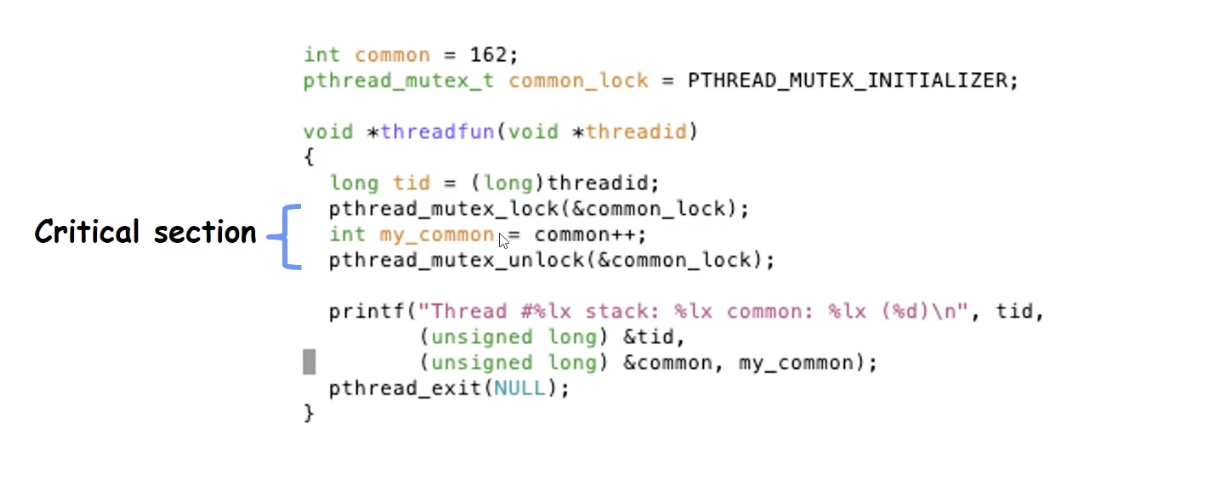 int common = 162;
pthread_mutex_t common_lock = PTHREAD_MUTEX_INITIALIZER;
void *threadfun(void *threadid)
{
long tid = (long)threadid;
pthread_mutex_lock(&common_lock);
Critical section
int my_common = common++;
pthread_mutex_unlock(&common_lock);
printf("Thread #%lx stack: %lx common: %lx (%d)\n", tid,
(unsigned long) &tid,
(unsigned long) &common, my_common);
pthread_exit(NULL);
}